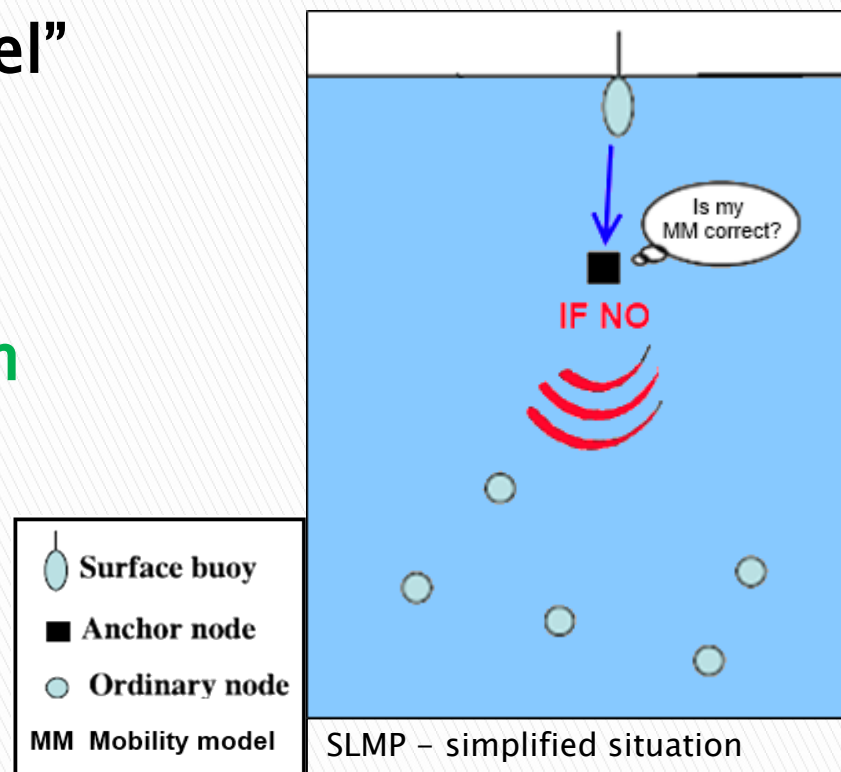 el”
Is my
MM correct?
IF NO
Surface buoy
Anchor node
Ordinary node
MM Mobility model
SLMP – simplified situation